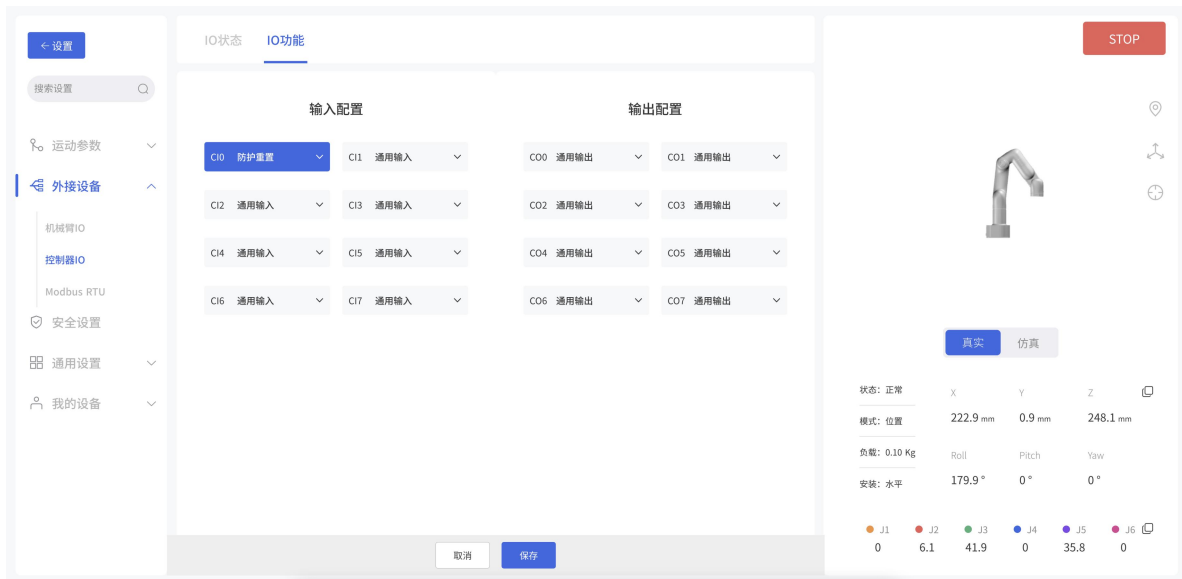 ←设置
搜索设置
运动参数
外接设备
机械臂IO
控制器IO
Modbus RTU
安全设置
通用设置
我的设备
IO状态 IO功能
输入配置
CI0 防护重置 CI1 通用输入
CI2 通用输入 CI3 通用输入
CI4 通用输入 CI5 通用输入
CI6 通用输入 CI7 通用输入
输出配置
CO0 通用输出 CO1 通用输出
CO2 通用输出 CO3 通用输出
CO4 通用输出 CO5 通用输出
CO6 通用输出 CO7 通用输出
取消 保存
STOP
真实 仿真
状态：正常
模式：位置
负载：0.10 Kg
安装：水平
X Y Z
222.9 mm 0.9 mm 248.1 mm
Roll Pitch Yaw
179.9 ° 0 ° 0 °
J1 J2 J3 J4 J5 J6
0 6.1 41.9 0 35.8 0